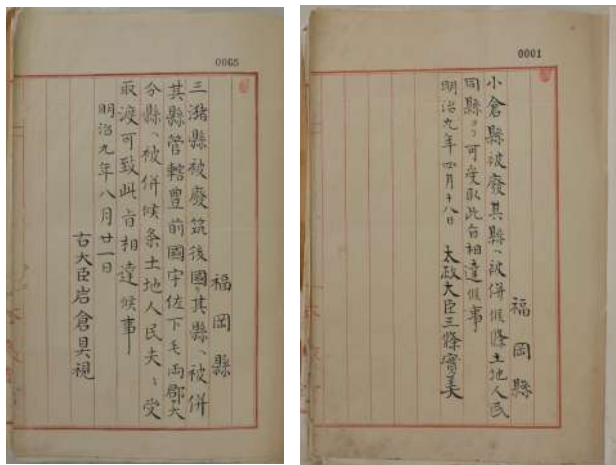 0065
福岡縣
三潴縣被廢筑後國ヲ其縣ヘ被併
其縣管轄豊前國宇佐下毛両郡大
分縣ヘ被併候条土地人民夫々受
取渡可致此旨相達候事
明治九年八月廿一日
右大臣岩倉具視
0001
福岡縣
小倉縣被廢其縣ヘ被併候條土地人民
同縣ヨリ可受取此旨相達候事
明治九年四月十八日 太政大臣三條實美